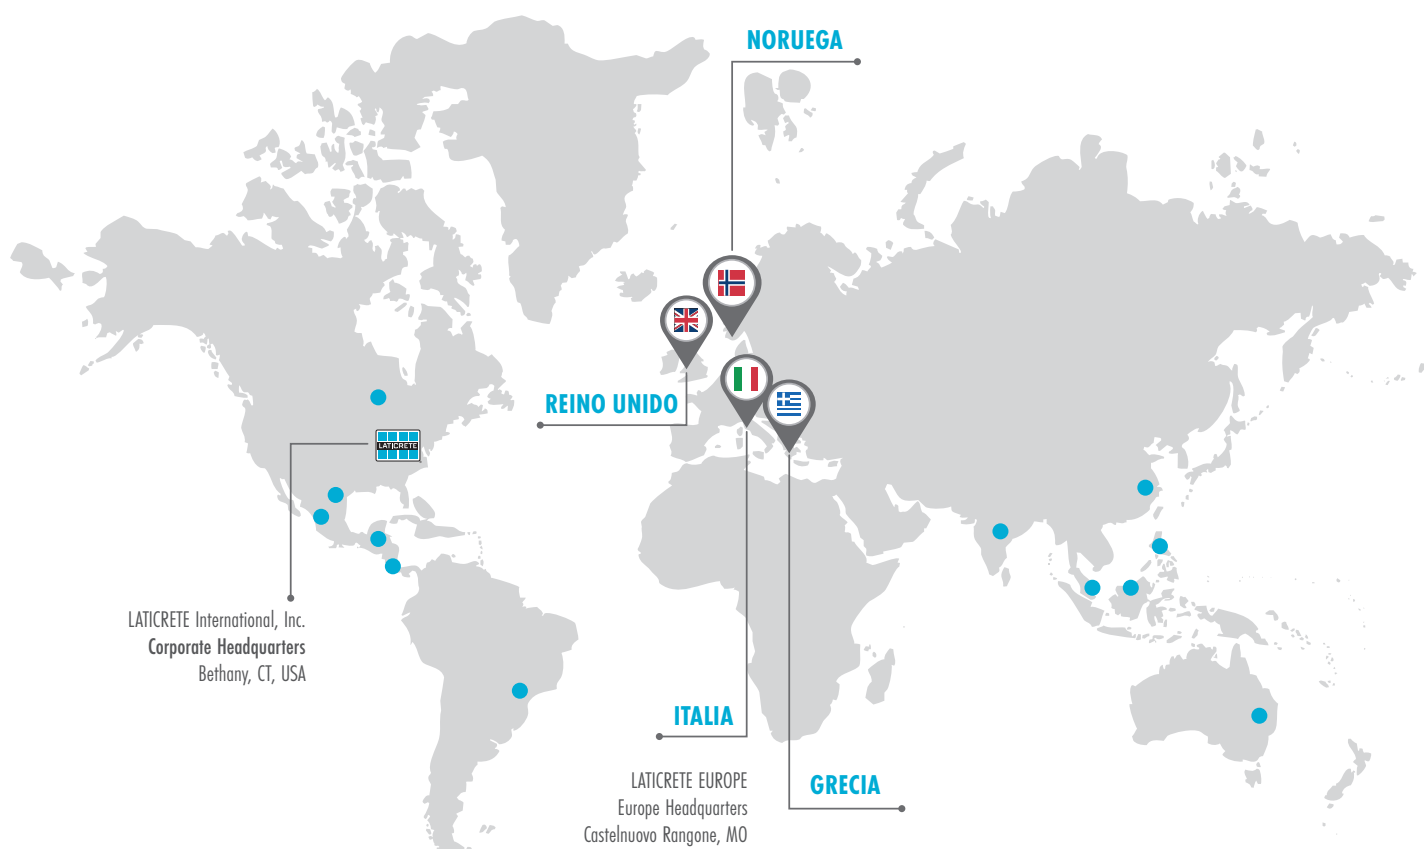 NORUEGA
REINO UNIDO
LATICRETE
LATICRETE International, Inc.
Corporate Headquarters
Bethany, CT, USA
ITALIA
LATICRETE EUROPE
Europe Headquarters
Castelnuovo Rangone, MO
GRECIA